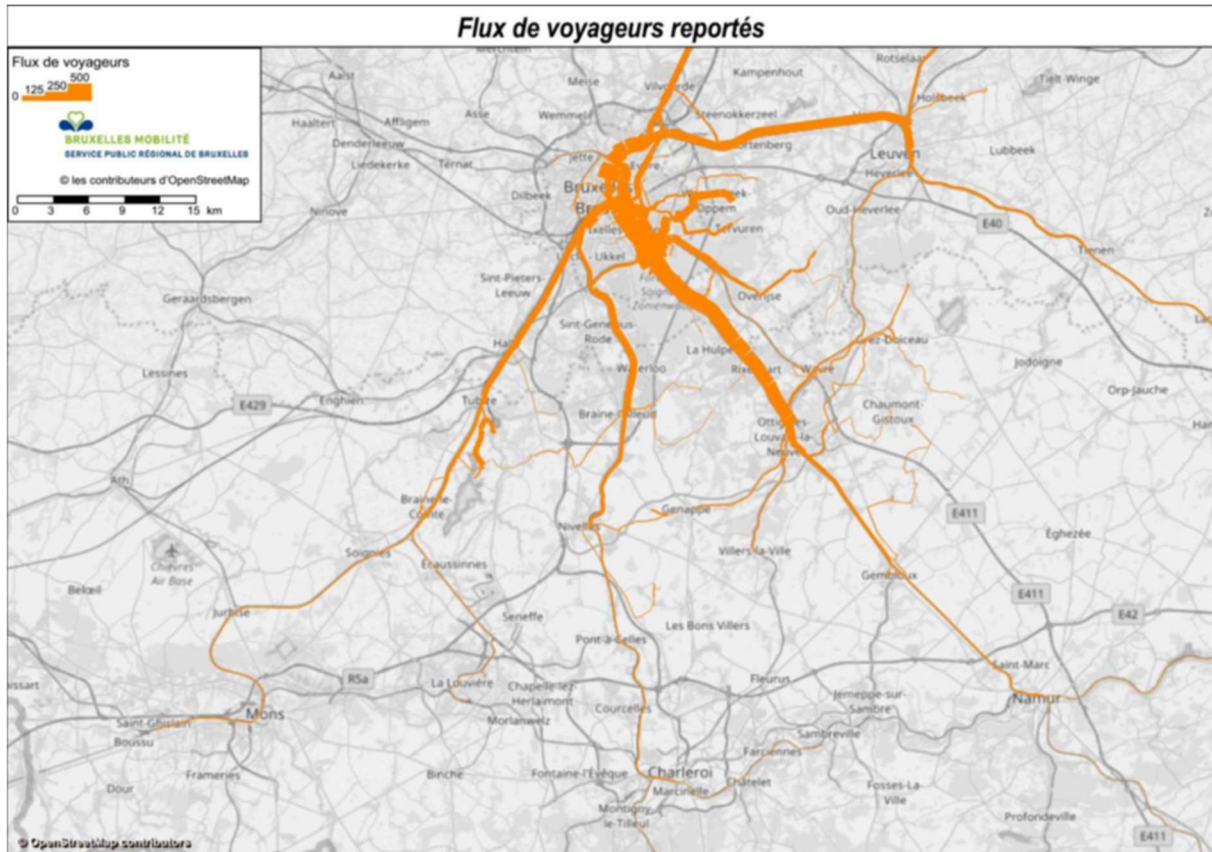 Flux de voyageurs reportés
Flux de voyageurs
0 125 250 500
BRUXELLES MOBILITÉ
SERVICE PUBLIC RÉGIONAL DE BRUXELLES
© les contributeurs d'OpenStreetMap
0 3 6 9 12 15 km
Merchtem
Rotselaar
Aalst
Meise
Vilvoorde
Kampenhout
Tielt-Winge
Holsbeek
Haaltert
Affligem
Asse
Wemmel
Steenokkerzeel
Denderleeuw
Liedekerke
Ternat
Jette
Evere
Kortenberg
Leuven
Lubbeek
Heverlee
Ninove
Dilbeek
Bruxelles
Oppem
Oud-Heverlee
E40
Ixelles
Tervuren
Tienen
Ukkel
Sint-Pieters-
Leeuw
Geraardsbergen
Overijse
Sint-Genesius-
Rode
La Hulpe
Grez-Doiceau
Lessines
Waterloo
Rixensart
Wavre
Jodoigne
Orp-Jauche
E429
Enghien
Tubize
Braine-l'Alleud
Chaumont-
Gistoux
Ottignies-
Louvain-la-
Neuve
Ath
Braine-le-
Comte
Genappe
E411
Nivelles
Éghezée
Soignies
Villers-la-Ville
Chièvres
Air Base
Écaussinnes
Gembloux
Belœil
E411
Jurbise
Seneffe
Les Bons Villers
E42
Pont-à-Celles
Saint-Marc
R5a
La Louvière
Chapelle-lez-
Herlaimont
Fleurus
Jemeppe-sur-
Sambre
Namur
Mons
Courcelles
Saint-Ghislain
Morlanwelz
Boussu
Sambreville
Farciennes
Frameries
Binche
Fontaine-l'Évêque
Charleroi
Châtelet
Dour
Marcinelle
Fosses-La-
Ville
Montigny-
le-Tilleul
Profondeville
E411
© OpenStreetMap contributors